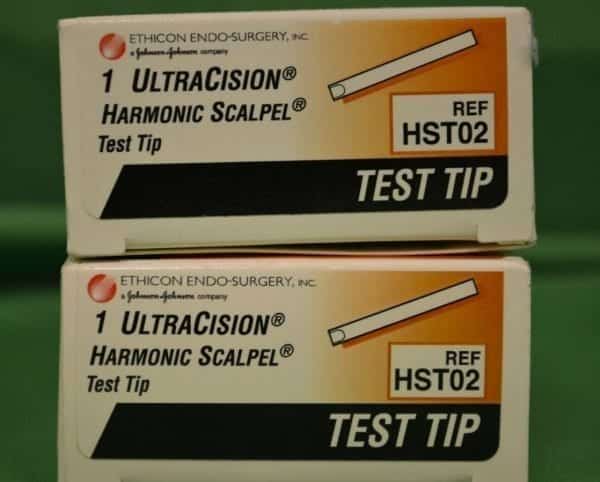 ETHICON ENDO-SURGERY, INC.
a Johnson & Johnson company
1 ULTRACISION®
HARMONIC SCALPEL®
Test Tip
REF
HST02
TEST TIP
ETHICON ENDO-SURGERY, INC.
a Johnson & Johnson company
1 ULTRACISION®
HARMONIC SCALPEL®
Test Tip
REF
HST02
TEST TIP